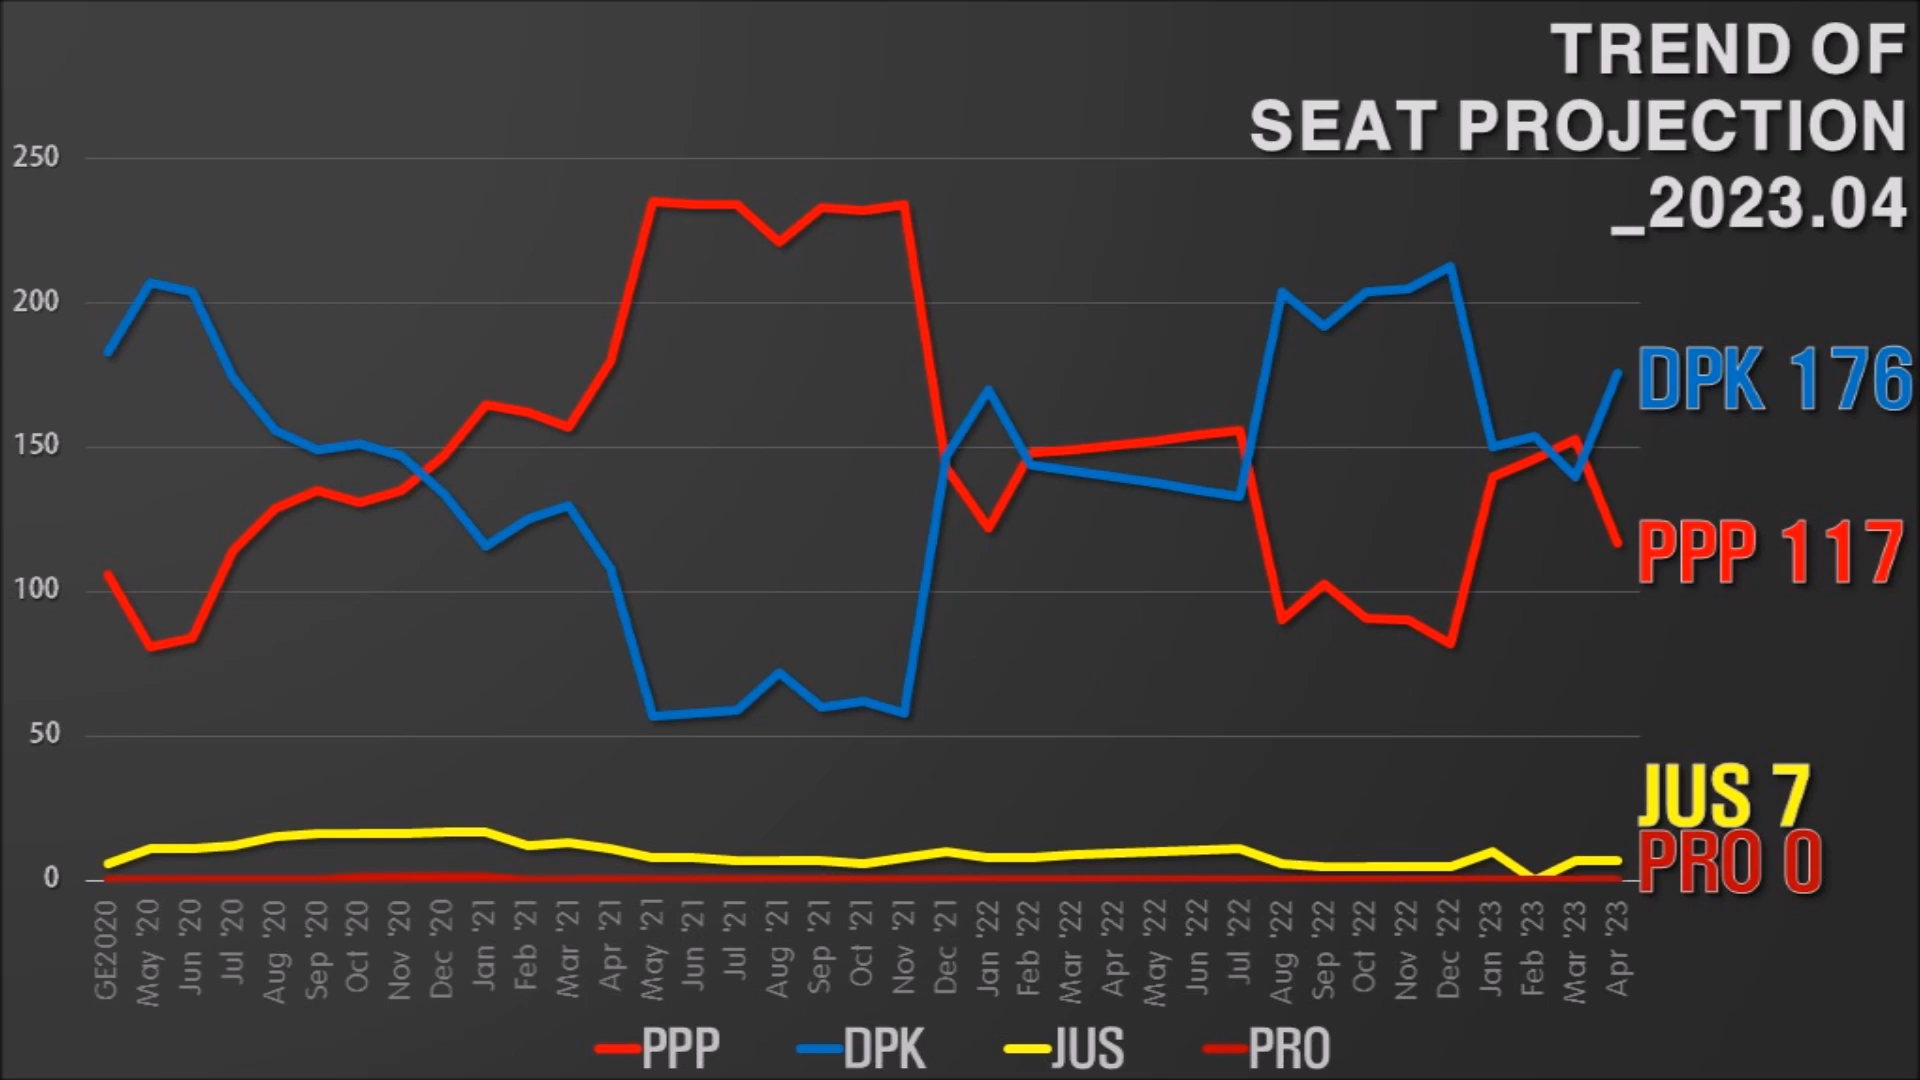 TREND OF
SEAT PROJECTION
_2023.04
250
200
150
100
50
0
DPK 176
PPP 117
JUS 7
PRO 0
GE2020
May '20
Jun '20
Jul '20
Aug '20
Sep '20
Oct '20
Nov '20
Dec '20
Jan '21
Feb '21
Mar '21
Apr '21
May '21
Jun '21
Jul '21
Aug '21
Sep '21
Oct '21
Nov '21
Dec '21
Jan '22
Feb '22
Mar '22
Apr '22
May '22
Jun '22
Jul '22
Aug '22
Sep '22
Oct '22
Nov '22
Dec '22
Jan '23
Feb '23
Mar '23
Apr '23
PPP DPK JUS PRO